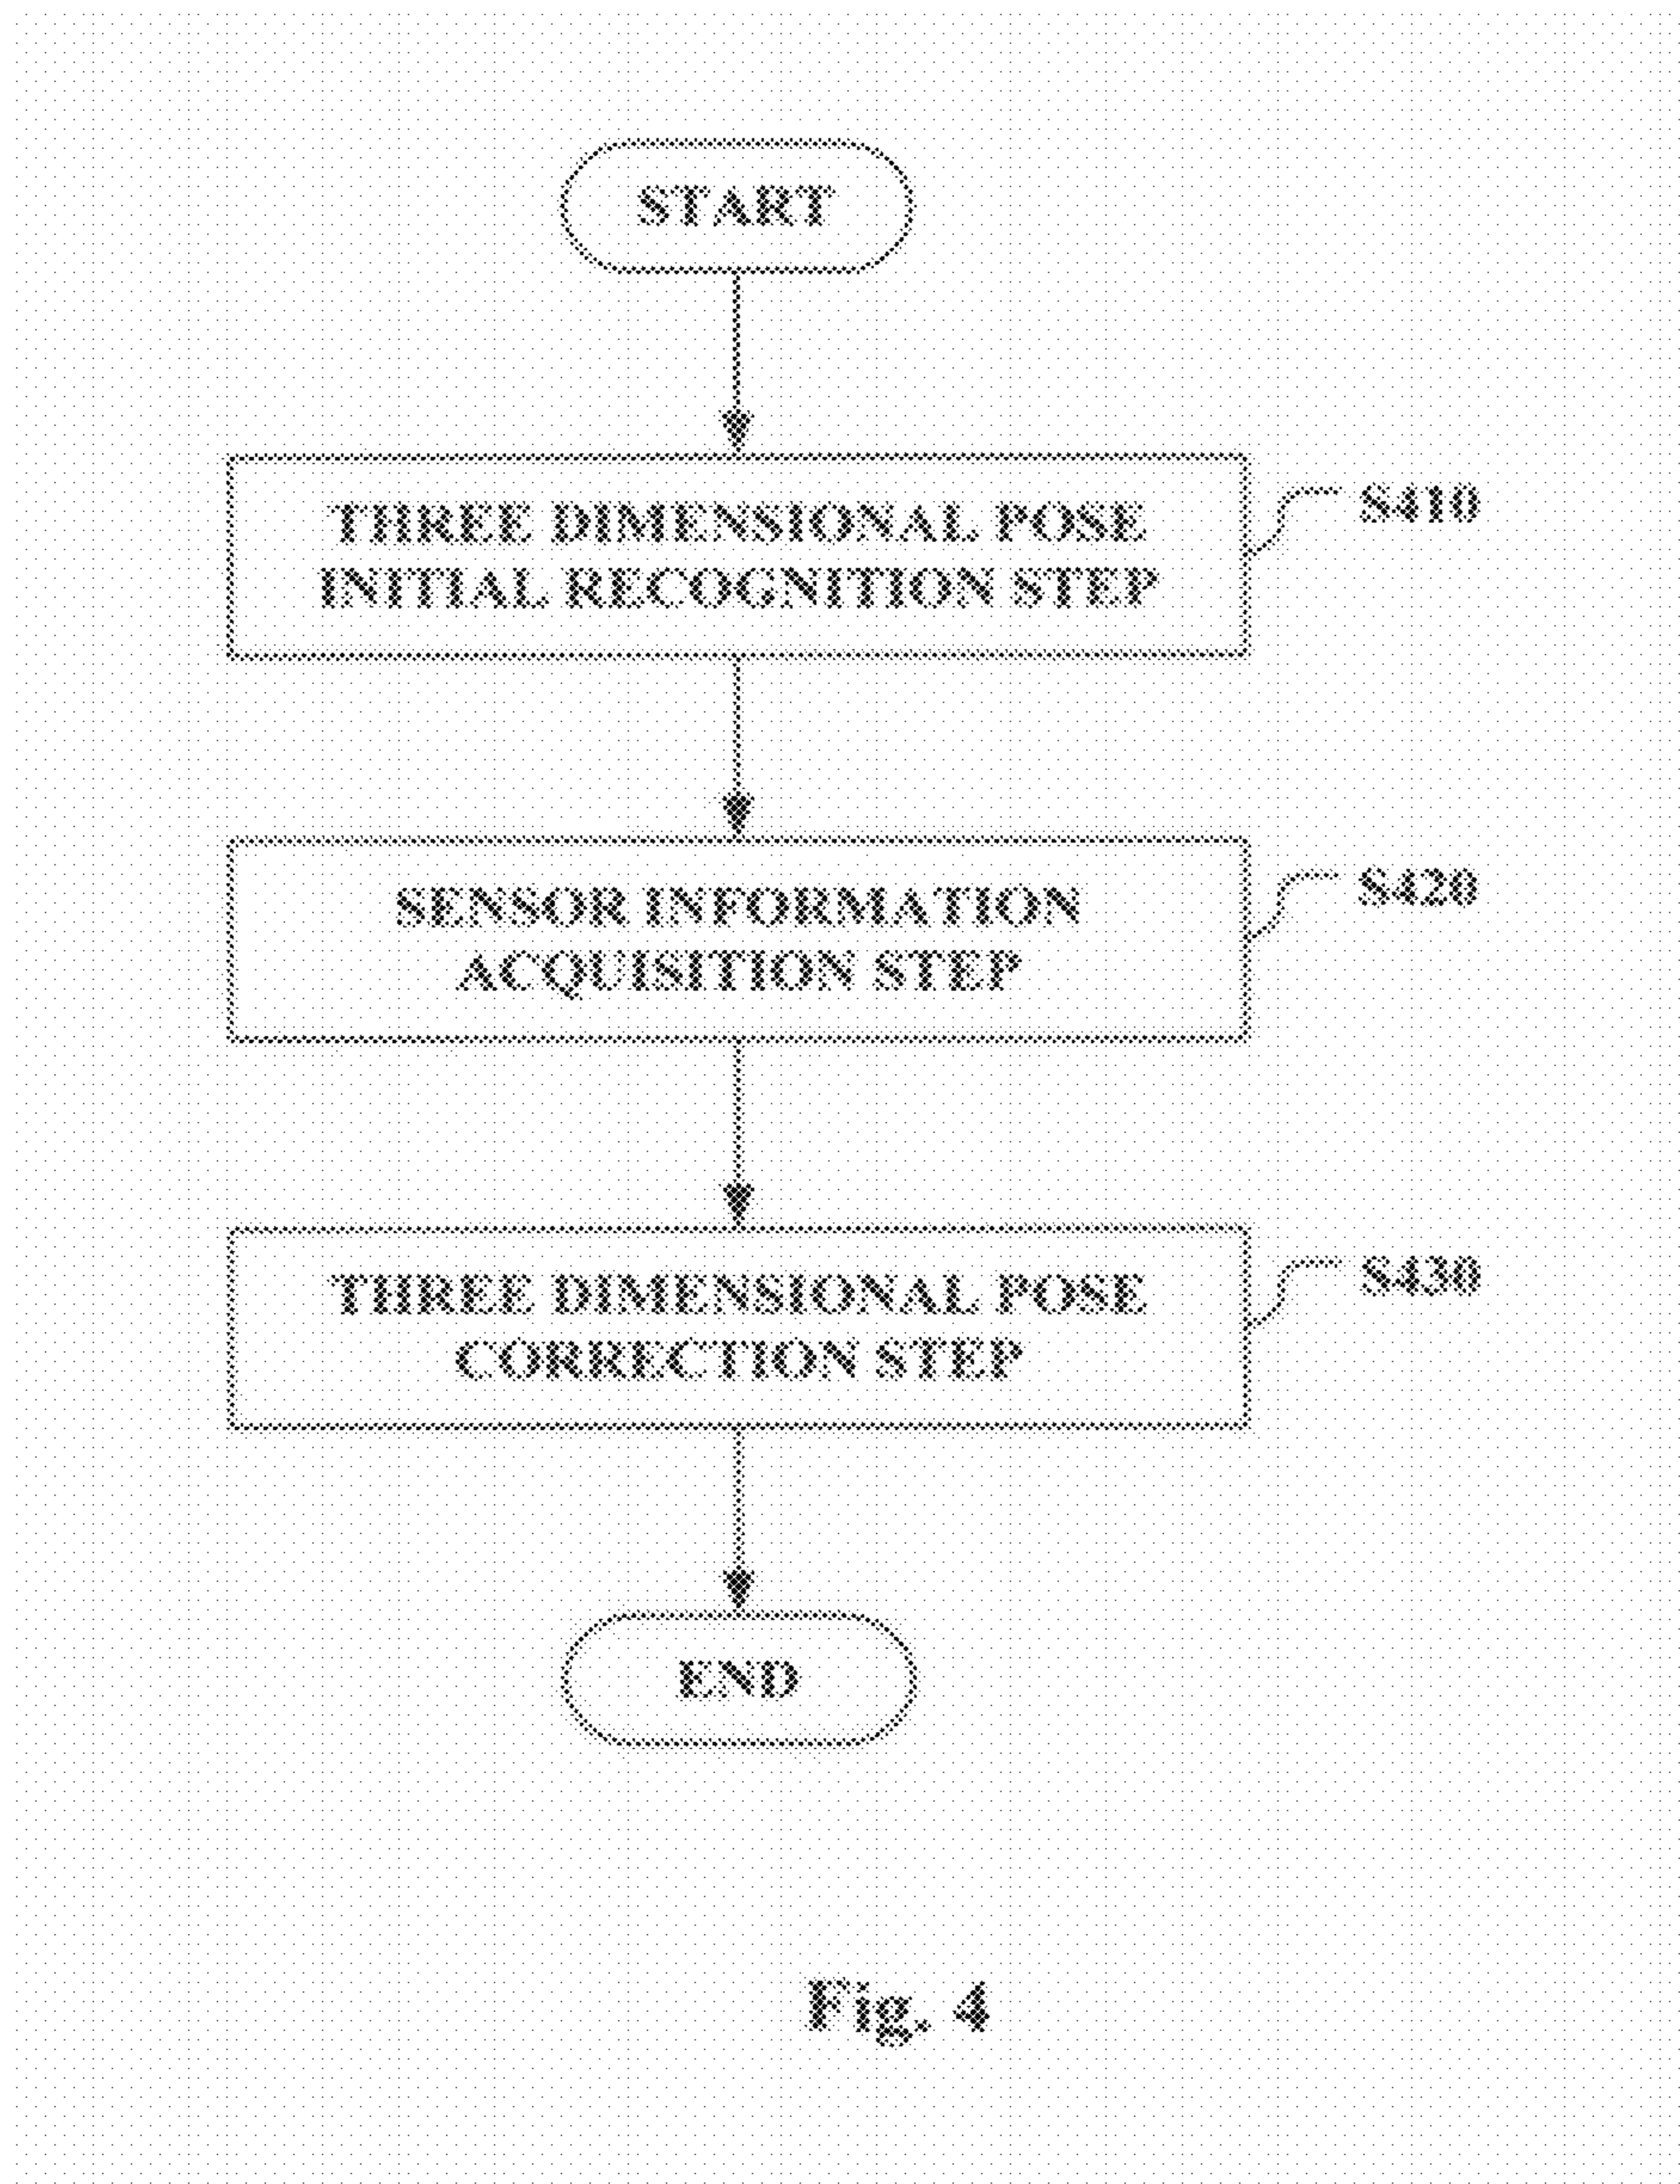 START
THREE DIMENSIONAL POSE
INITIAL RECOGNITION STEP
S410
SENSOR INFORMATION
ACQUISITION STEP
S420
THREE DIMENSIONAL POSE
CORRECTION STEP
S430
END
Fig. 4